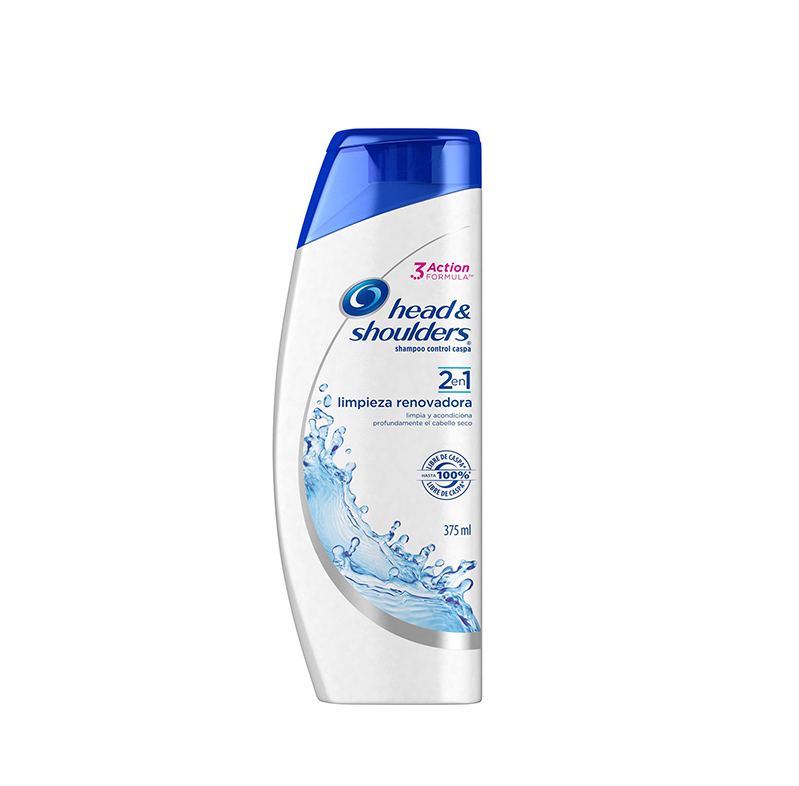 3 Action
FORMULA™
head &
shoulders®
shampoo control caspa
2en1
limpieza renovadora
limpia y acondiciona
profundamente el cabello seco
LIBRE DE CASPA*
HASTA 100%
LIBRE DE CASPA*
375 ml